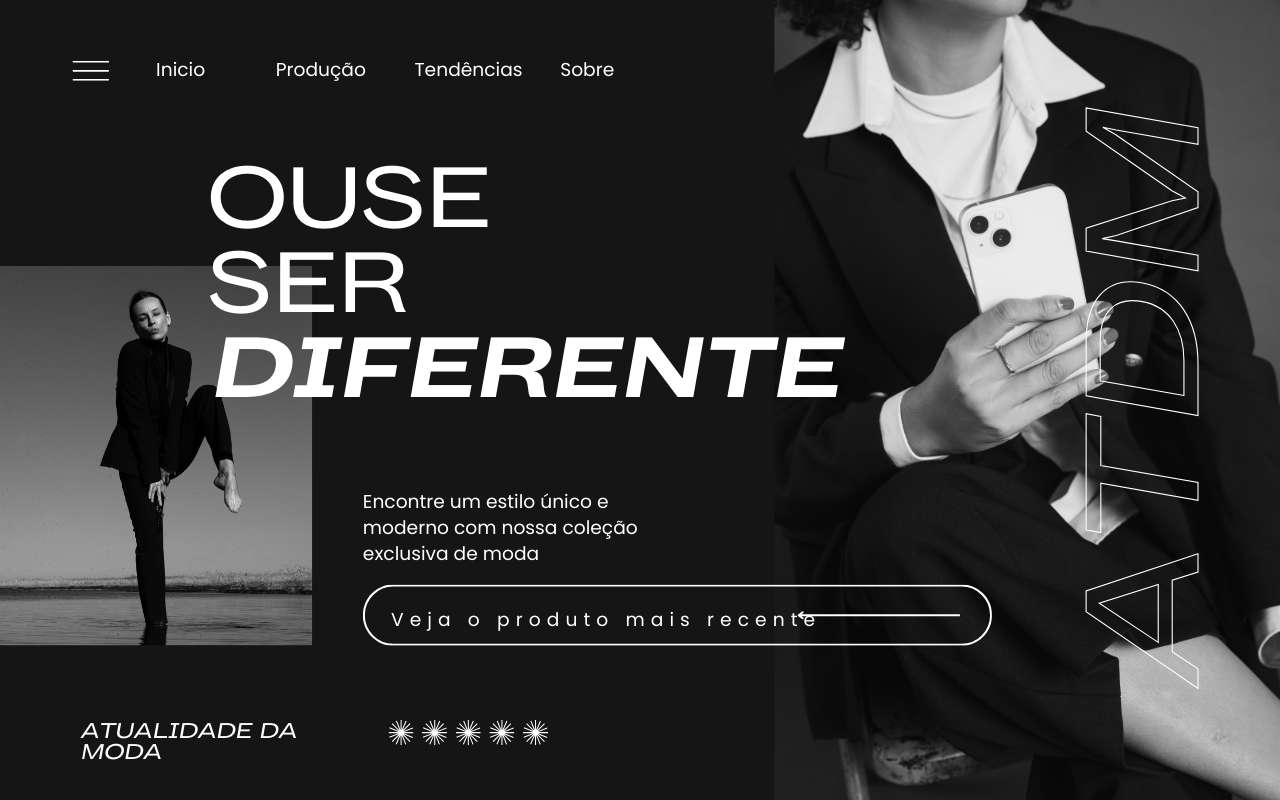 Inicio Produção Tendências Sobre
OUSE
SER
DIFERENTE
Encontre um estilo único e
moderno com nossa coleção
exclusiva de moda
Veja o produto mais recente
ATUALIDADE DA
MODA
ATDM